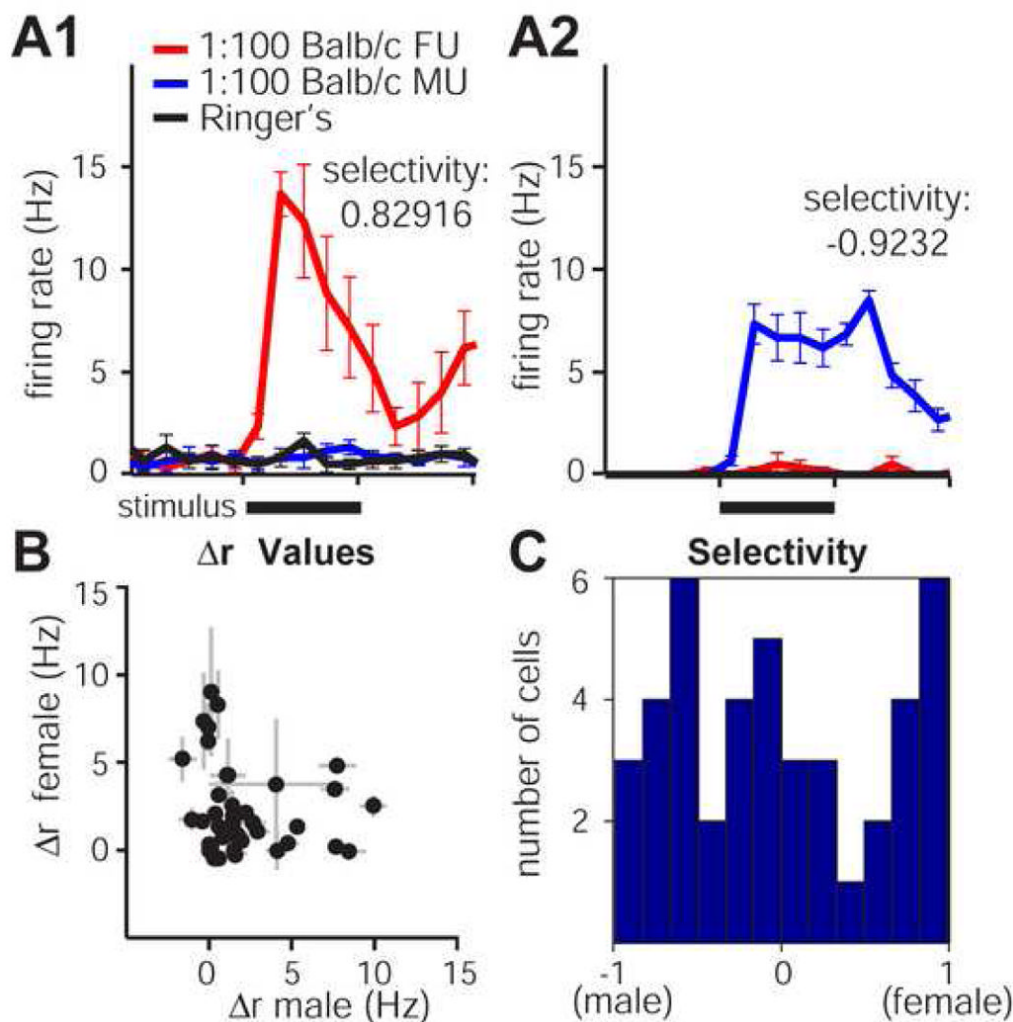 A1
1:100 Balb/c FU
1:100 Balb/c MU
Ringer's
selectivity:
0.82916
firing rate (Hz)
15
10
5
0
stimulus
A2
selectivity:
-0.9232
firing rate (Hz)
15
10
5
0
B
Δr Values
Δr female (Hz)
15
10
5
0
0 5 10 15
Δr male (Hz)
C
Selectivity
number of cells
6
4
2
-1 0 1
(male) (female)